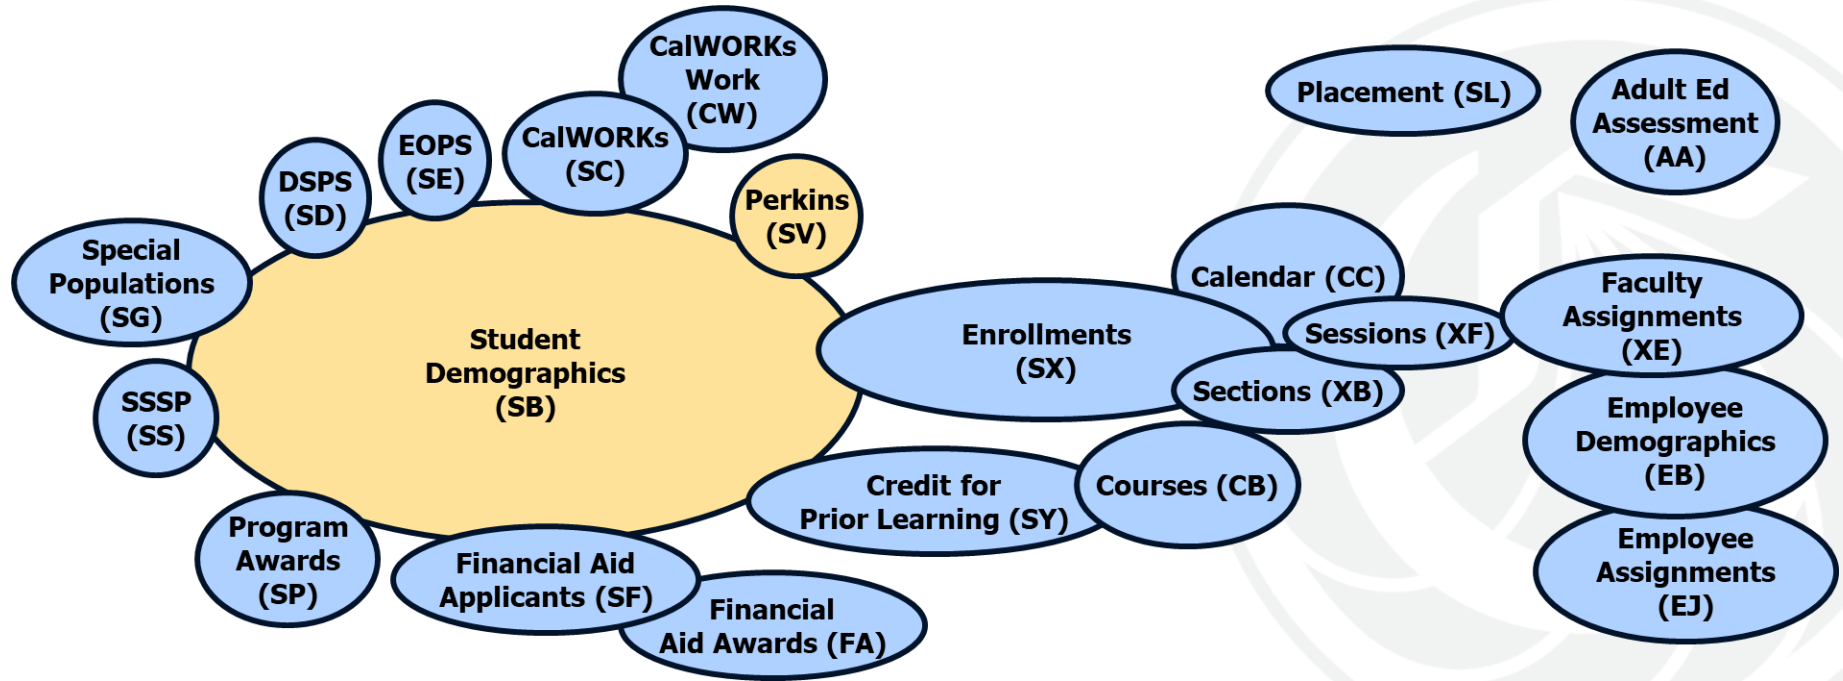 CalWORKs
Work
(CW)
CalWORKs
(SC)
EOPS
(SE)
DSPS
(SD)
Special
Populations
(SG)
SSSP
(SS)
Perkins
(SV)
Student
Demographics
(SB)
Program
Awards
(SP)
Financial Aid
Applicants (SF)
Financial
Aid Awards (FA)
Enrollments
(SX)
Credit for
Prior Learning (SY)
Courses (CB)
Calendar (CC)
Sessions (XF)
Sections (XB)
Placement (SL)
Adult Ed
Assessment
(AA)
Faculty
Assignments
(XE)
Employee
Demographics
(EB)
Employee
Assignments
(EJ)